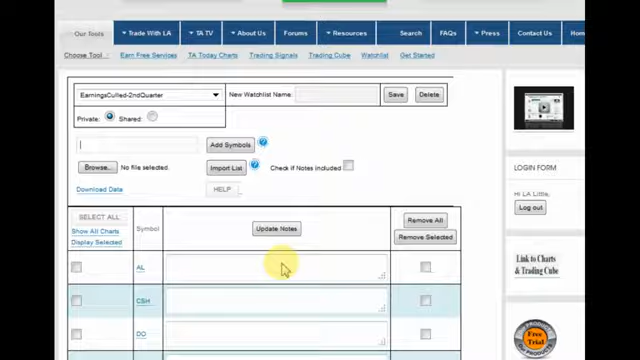 Our Tools
Trade With LA
TA TV
About Us
Forums
Resources
Search
FAQs
Press
Contact Us
Home
Choose Tool
Earn Free Services
TA Today Charts
Trading Signals
Trading Cube
Watchlist
Get Started
EarningsCulled-2ndQuarter
New Watchlist Name:
Save
Delete
Private:
Shared:
Add Symbols
Browse...
No file selected.
Import List
Check if Notes included
Download Data
HELP
LOGIN FORM
Hi LA Little,
Log out
SELECT ALL
Show All Charts
Display Selected
Symbol
Update Notes
Remove All
Remove Selected
AL
CSH
DO
Link to Charts
& Trading Cube
Free
Trial